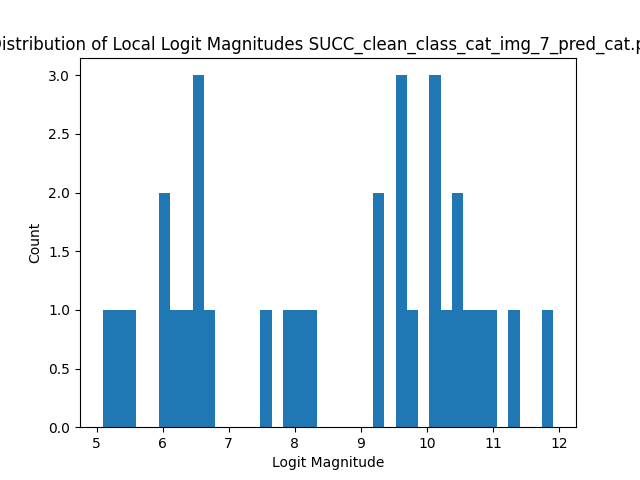 istribution of Local Logit Magnitudes SUCC_clean_class_cat_img_7_pred_cat.p
3.0
2.5
2.0
1.5
1.0
0.5
0.0
Count
5 6 7 8 9 10 11 12
Logit Magnitude